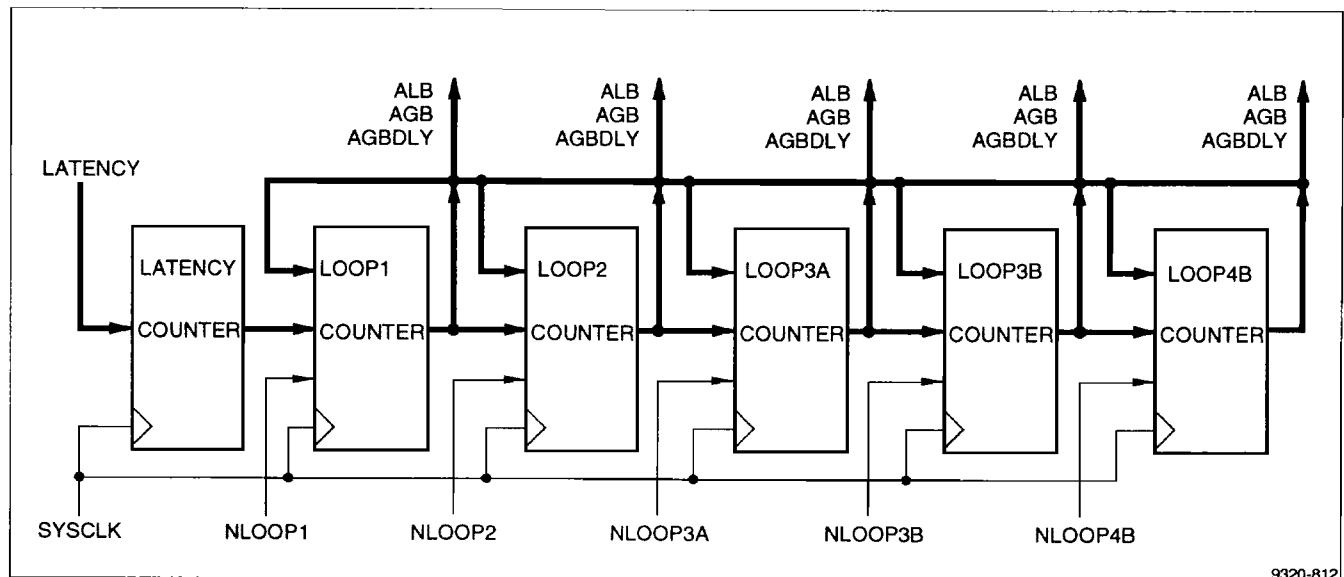 ALB ALB ALB ALB ALB
AGB AGB AGB AGB AGB
AGBDLY AGBDLY AGBDLY AGBDLY AGBDLY
LATENCY
LATENCY LOOP1 LOOP2 LOOP3A LOOP3B LOOP4B
COUNTER COUNTER COUNTER COUNTER COUNTER COUNTER
SYSCLK NLOOP1 NLOOP2 NLOOP3A NLOOP3B NLOOP4B
9320-812